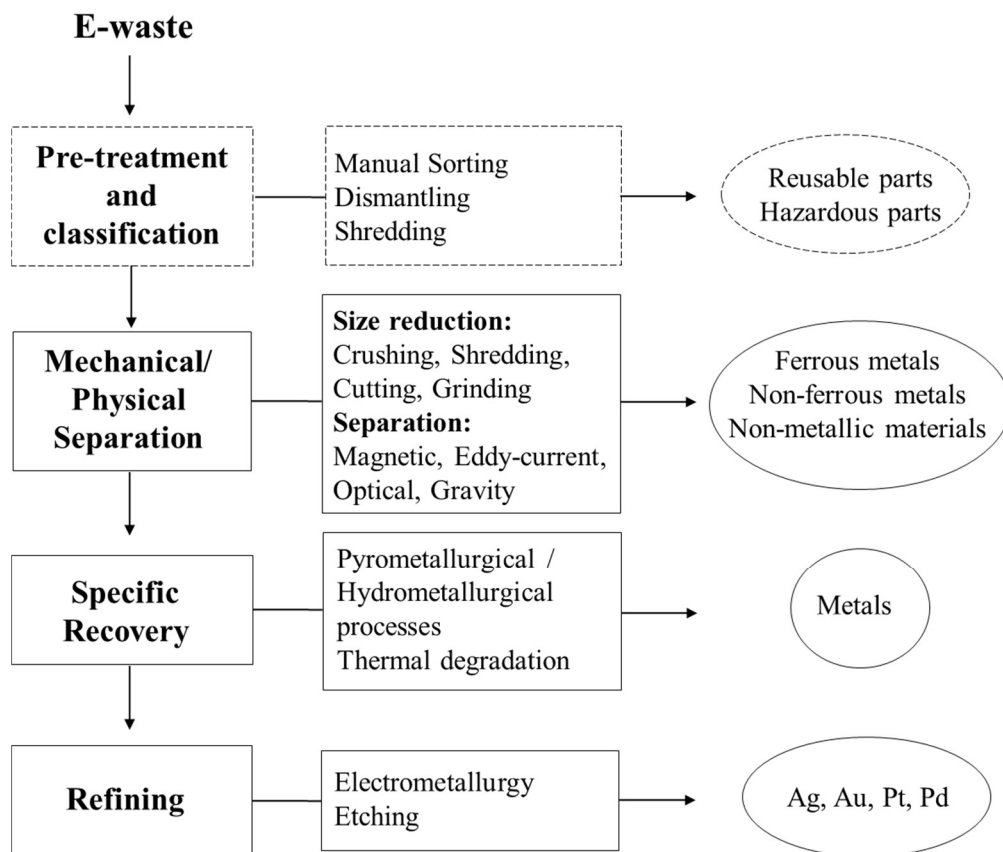 E-waste
Pre-treatment
and
classification
Manual Sorting
Dismantling
Shredding
Reusable parts
Hazardous parts
Mechanical/
Physical
Separation
Size reduction:
Crushing, Shredding,
Cutting, Grinding
Separation:
Magnetic, Eddy-current,
Optical, Gravity
Ferrous metals
Non-ferrous metals
Non-metallic materials
Specific
Recovery
Pyrometallurgical /
Hydrometallurgical
processes
Thermal degradation
Metals
Refining
Electrometallurgy
Etching
Ag, Au, Pt, Pd